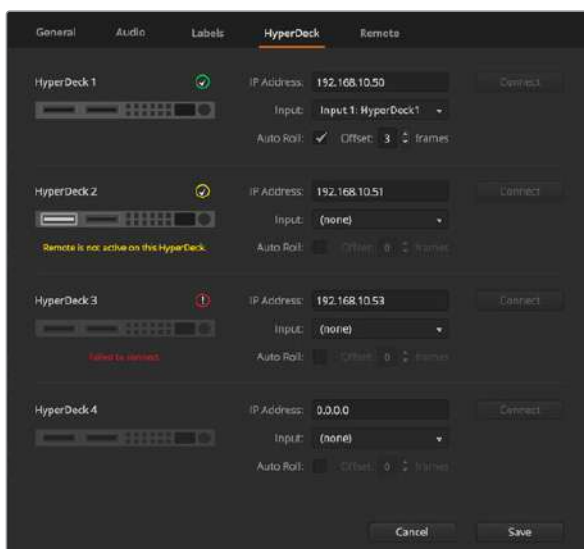 General Audio Labels HyperDeck Remote
HyperDeck 1 IP Address: 192.168.10.50 Connect
Input: Input 1: HyperDeck1
Auto Roll: Offset: 3 frames
HyperDeck 2 IP Address: 192.168.10.51 Connect
Input: (none)
Remote is not active on this HyperDeck. Auto Roll: Offset: 0 frames
HyperDeck 3 IP Address: 192.168.10.53 Connect
Input: (none)
Failed to connect. Auto Roll: Offset: 0 frames
HyperDeck 4 IP Address: 0.0.0.0 Connect
Input: (none)
Auto Roll: Offset: 0 frames
Cancel Save